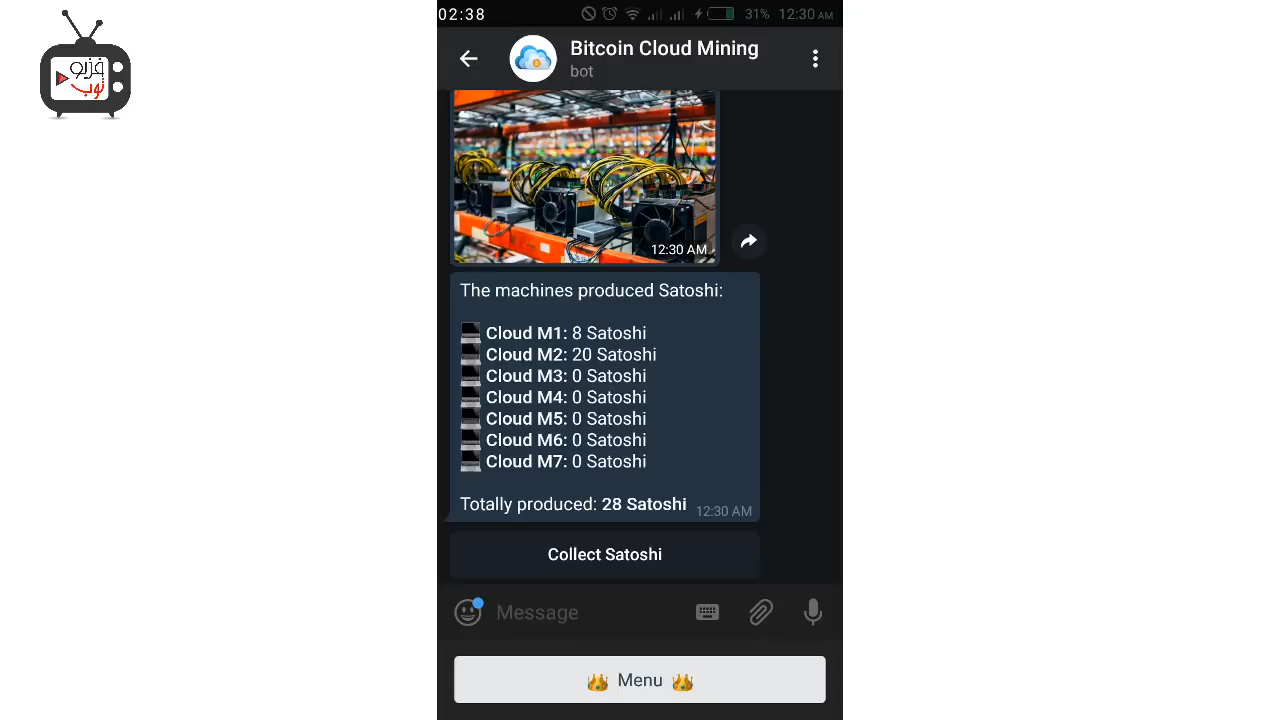 غزيو
توب
02:38
31% 12:30 AM
Bitcoin Cloud Mining
bot
12:30 AM
The machines produced Satoshi:
Cloud M1: 8 Satoshi
Cloud M2: 20 Satoshi
Cloud M3: 0 Satoshi
Cloud M4: 0 Satoshi
Cloud M5: 0 Satoshi
Cloud M6: 0 Satoshi
Cloud M7: 0 Satoshi
Totally produced: 28 Satoshi 12:30 AM
Collect Satoshi
Message
Menu